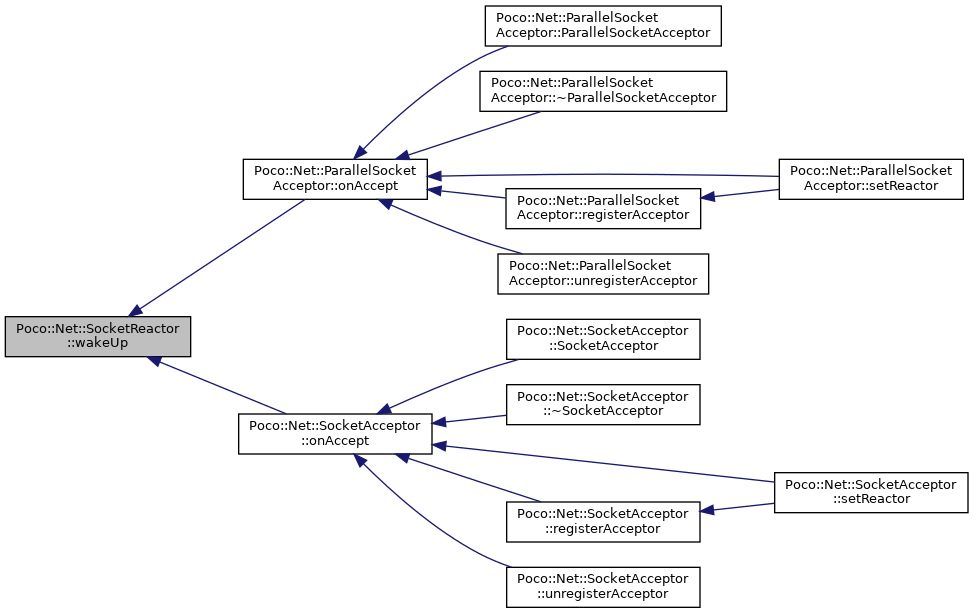 Poco::Net::ParallelSocket
Acceptor::ParallelSocketAcceptor
Poco::Net::ParallelSocket
Acceptor::~ParallelSocketAcceptor
Poco::Net::ParallelSocket
Acceptor::onAccept
Poco::Net::ParallelSocket
Acceptor::setReactor
Poco::Net::ParallelSocket
Acceptor::registerAcceptor
Poco::Net::ParallelSocket
Acceptor::unregisterAcceptor
Poco::Net::SocketReactor
::wakeUp
Poco::Net::SocketAcceptor
::SocketAcceptor
Poco::Net::SocketAcceptor
::~SocketAcceptor
Poco::Net::SocketAcceptor
::onAccept
Poco::Net::SocketAcceptor
::setReactor
Poco::Net::SocketAcceptor
::registerAcceptor
Poco::Net::SocketAcceptor
::unregisterAcceptor